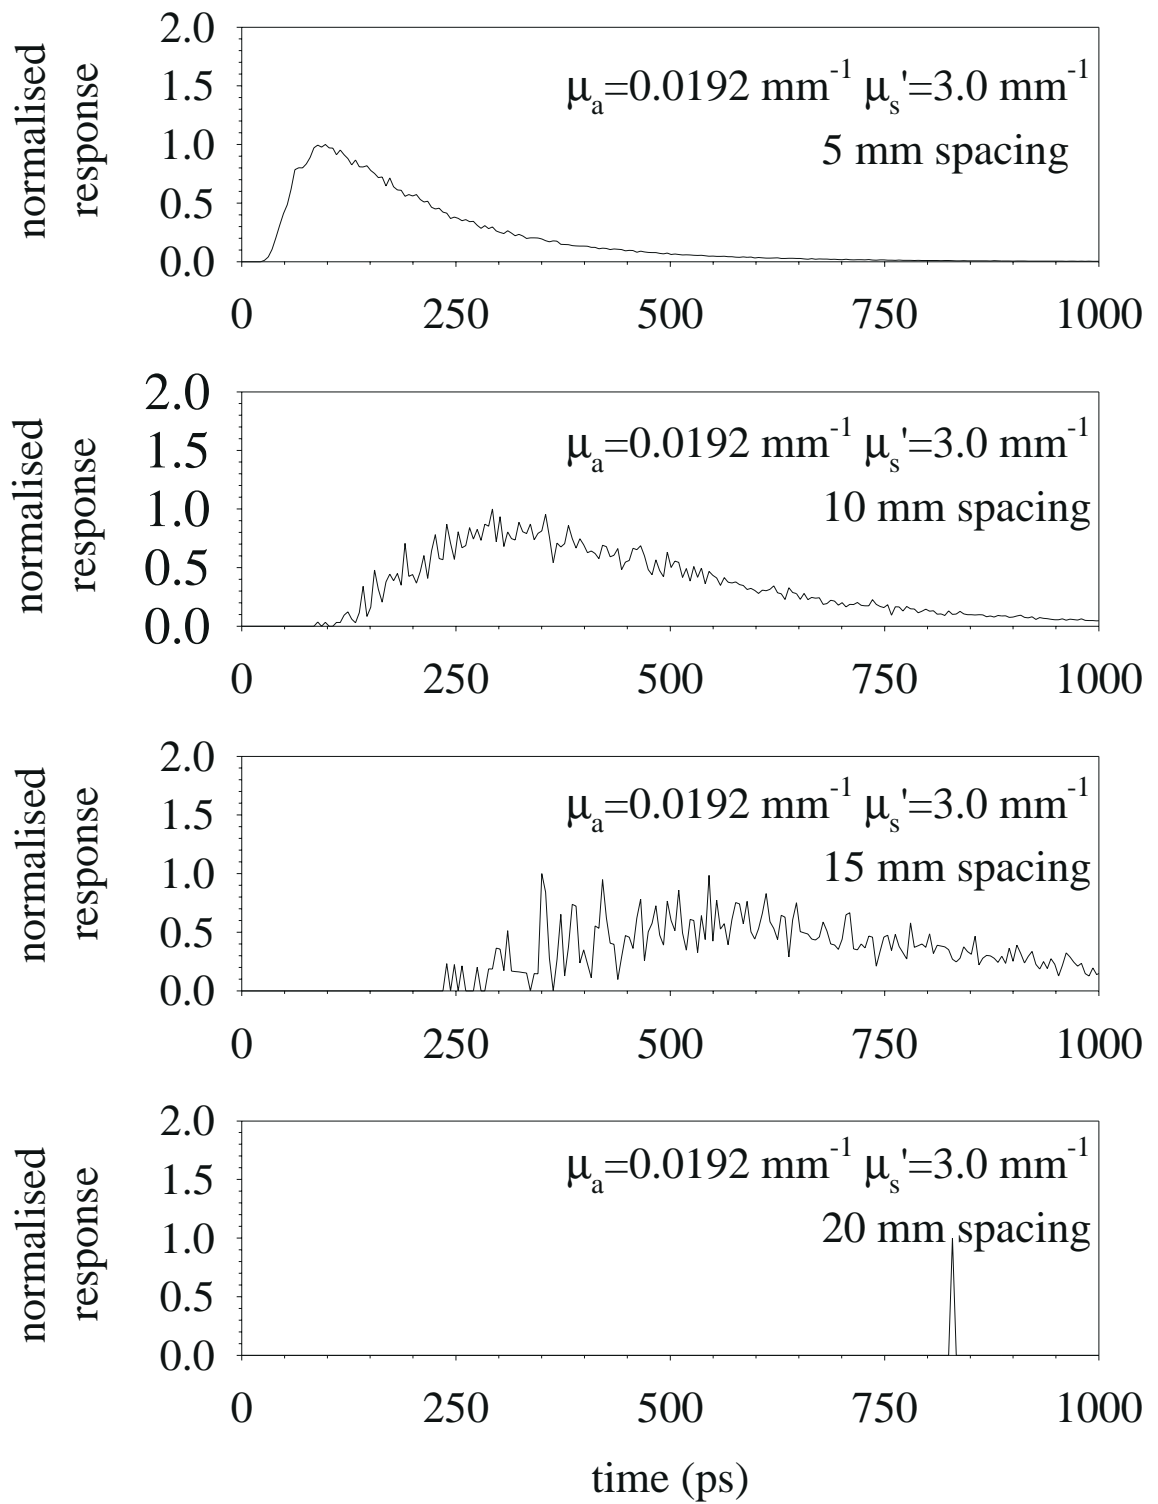 normalised
response
2.0
1.5
1.0
0.5
0.0
μa=0.0192 mm-1 μs'=3.0 mm-1
5 mm spacing
0 250 500 750 1000
normalised
response
2.0
1.5
1.0
0.5
0.0
μa=0.0192 mm-1 μs'=3.0 mm-1
10 mm spacing
0 250 500 750 1000
normalised
response
2.0
1.5
1.0
0.5
0.0
μa=0.0192 mm-1 μs'=3.0 mm-1
15 mm spacing
0 250 500 750 1000
normalised
response
2.0
1.5
1.0
0.5
0.0
μa=0.0192 mm-1 μs'=3.0 mm-1
20 mm spacing
0 250 500 750 1000
time (ps)